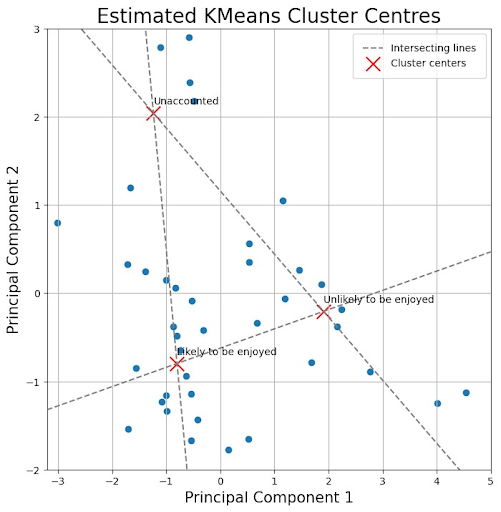 Estimated KMeans Cluster Centres
Intersecting lines
Cluster centers
Unaccounted
Unlikely to be enjoyed
Likely to be enjoyed
Principal Component 2
3
2
1
0
−1
−2
−3
−2
−1
0
1
2
3
4
5
Principal Component 1